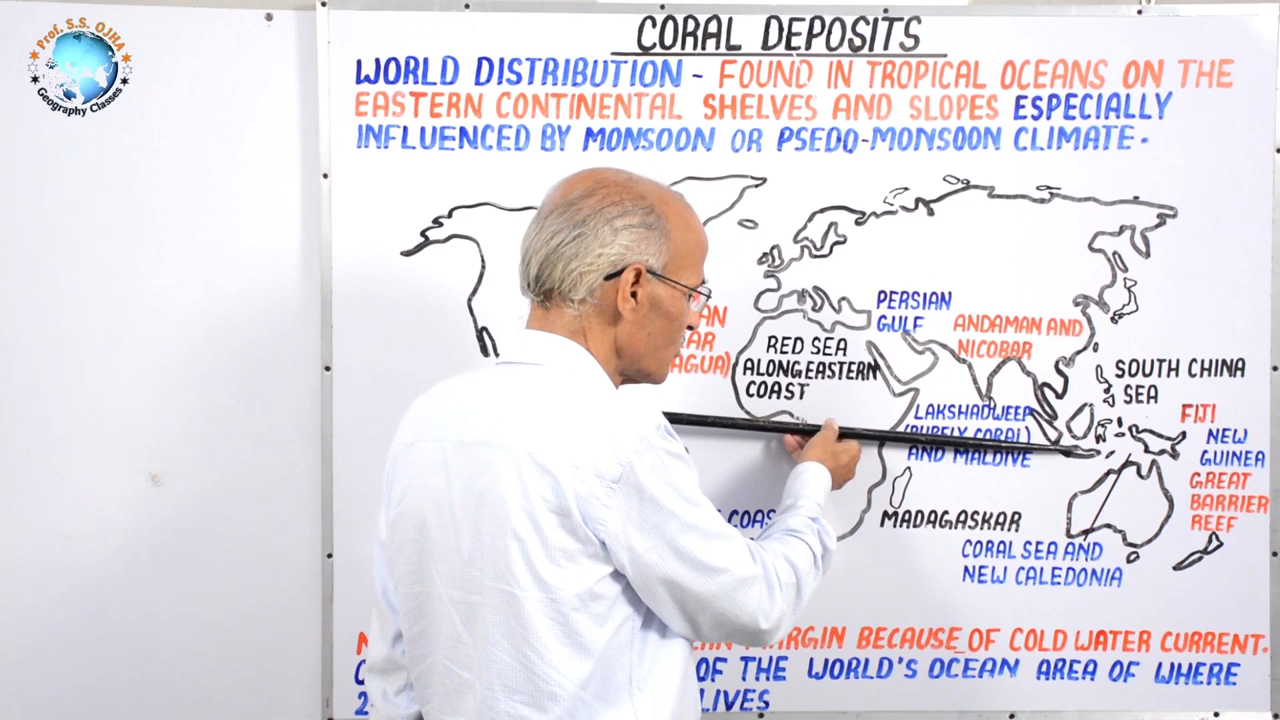 Prof. S.S. OJHA
Geography Classes
CORAL DEPOSITS
WORLD DISTRIBUTION - FOUND IN TROPICAL OCEANS ON THE
EASTERN CONTINENTAL SHELVES AND SLOPES ESPECIALLY
INFLUENCED BY MONSOON OR PSEDO-MONSOON CLIMATE.
PERSIAN
GULF
ANDAMAN AND
NICOBAR
RED SEA
ALONG EASTERN
COAST
SOUTH CHINA
SEA
LAKSHADWEEP
(PURELY CORAL)
AND MALDIVE
FIJI
NEW
GUINEA
GREAT
BARRIER
REEF
MADAGASKAR
CORAL SEA AND
NEW CALEDONIA
MARGIN BECAUSE OF COLD WATER CURRENT.
OF THE WORLD'S OCEAN AREA OF WHERE
LIVES